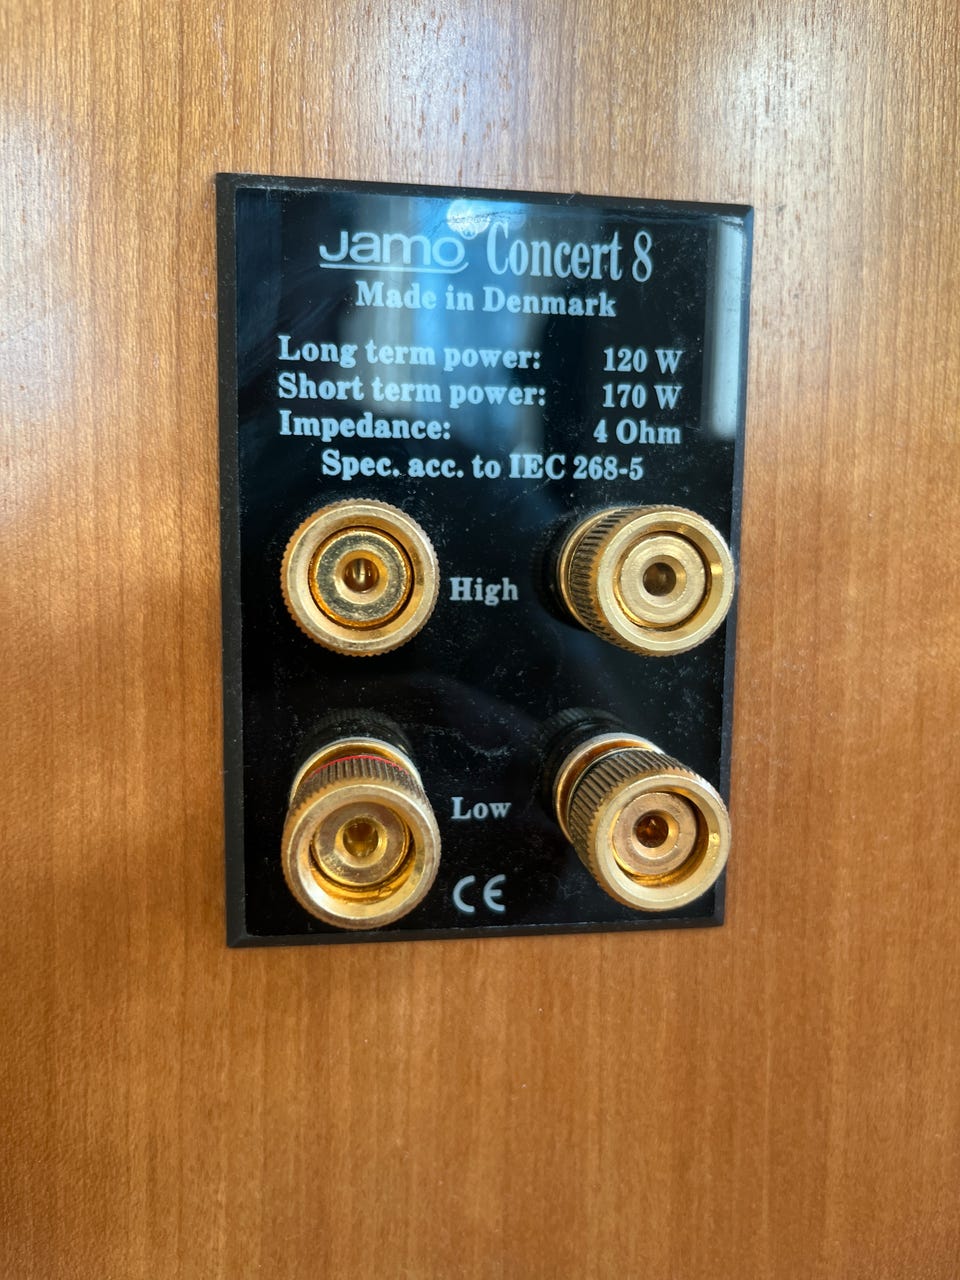 Jamo® Concert 8
Made in Denmark
Long term power: 120 W
Short term power: 170 W
Impedance: 4 Ohm
Spec. acc. to IEC 268-5
High
Low
CE